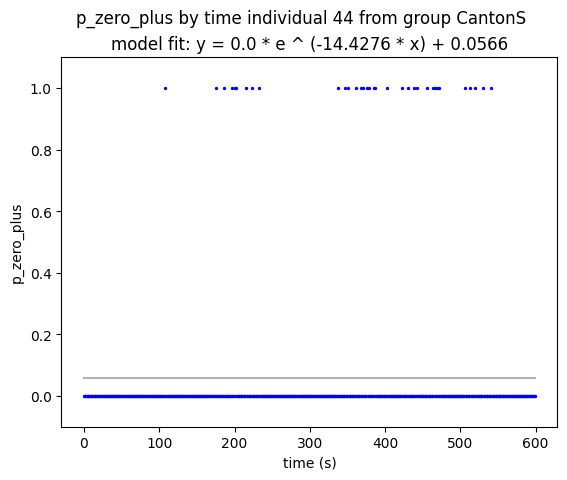 p_zero_plus by time individual 44 from group CantonS
model fit: y = 0.0 * e ^ (-14.4276 * x) + 0.0566
1.0
0.8
0.6
0.4
0.2
0.0
p_zero_plus
0 100 200 300 400 500 600
time (s)